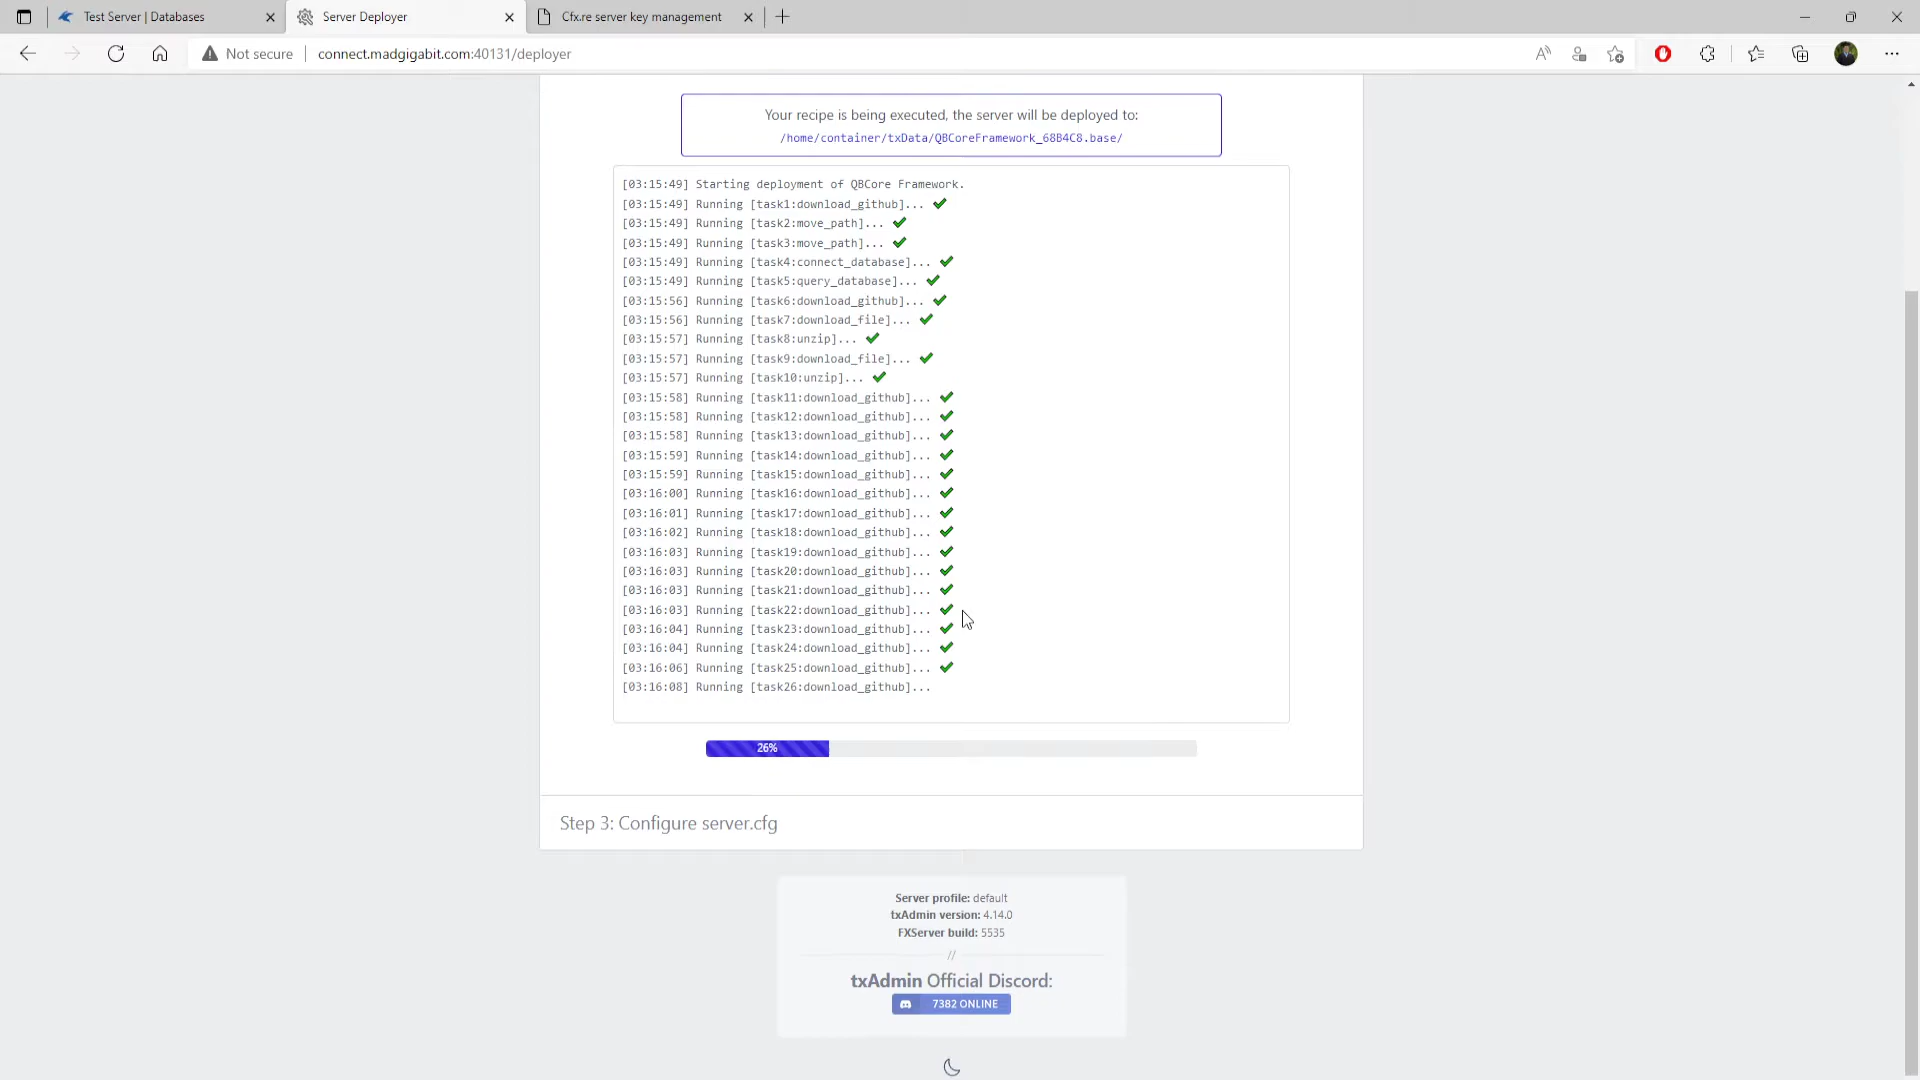 Test Server | Databases
Server Deployer
Cfx.re server key management
Not secure
connect.madgigabit.com:40131/deployer
Your recipe is being executed, the server will be deployed to:
/home/container/txData/QBCoreFramework_68B4C8.base/
[03:15:49] Starting deployment of QBCore Framework.
[03:15:49] Running [task1:download_github]... ✔
[03:15:49] Running [task2:move_path]... ✔
[03:15:49] Running [task3:move_path]... ✔
[03:15:49] Running [task4:connect_database]... ✔
[03:15:49] Running [task5:query_database]... ✔
[03:15:56] Running [task6:download_github]... ✔
[03:15:56] Running [task7:download_file]... ✔
[03:15:57] Running [task8:unzip]... ✔
[03:15:57] Running [task9:download_file]... ✔
[03:15:57] Running [task10:unzip]... ✔
[03:15:58] Running [task11:download_github]... ✔
[03:15:58] Running [task12:download_github]... ✔
[03:15:58] Running [task13:download_github]... ✔
[03:15:59] Running [task14:download_github]... ✔
[03:15:59] Running [task15:download_github]... ✔
[03:16:00] Running [task16:download_github]... ✔
[03:16:01] Running [task17:download_github]... ✔
[03:16:02] Running [task18:download_github]... ✔
[03:16:03] Running [task19:download_github]... ✔
[03:16:03] Running [task20:download_github]... ✔
[03:16:03] Running [task21:download_github]... ✔
[03:16:03] Running [task22:download_github]... ✔
[03:16:04] Running [task23:download_github]... ✔
[03:16:04] Running [task24:download_github]... ✔
[03:16:06] Running [task25:download_github]... ✔
[03:16:08] Running [task26:download_github]...
26%
Step 3: Configure server.cfg
Server profile: default
txAdmin version: 4.14.0
FXServer build: 5535
//
txAdmin Official Discord:
7382 ONLINE